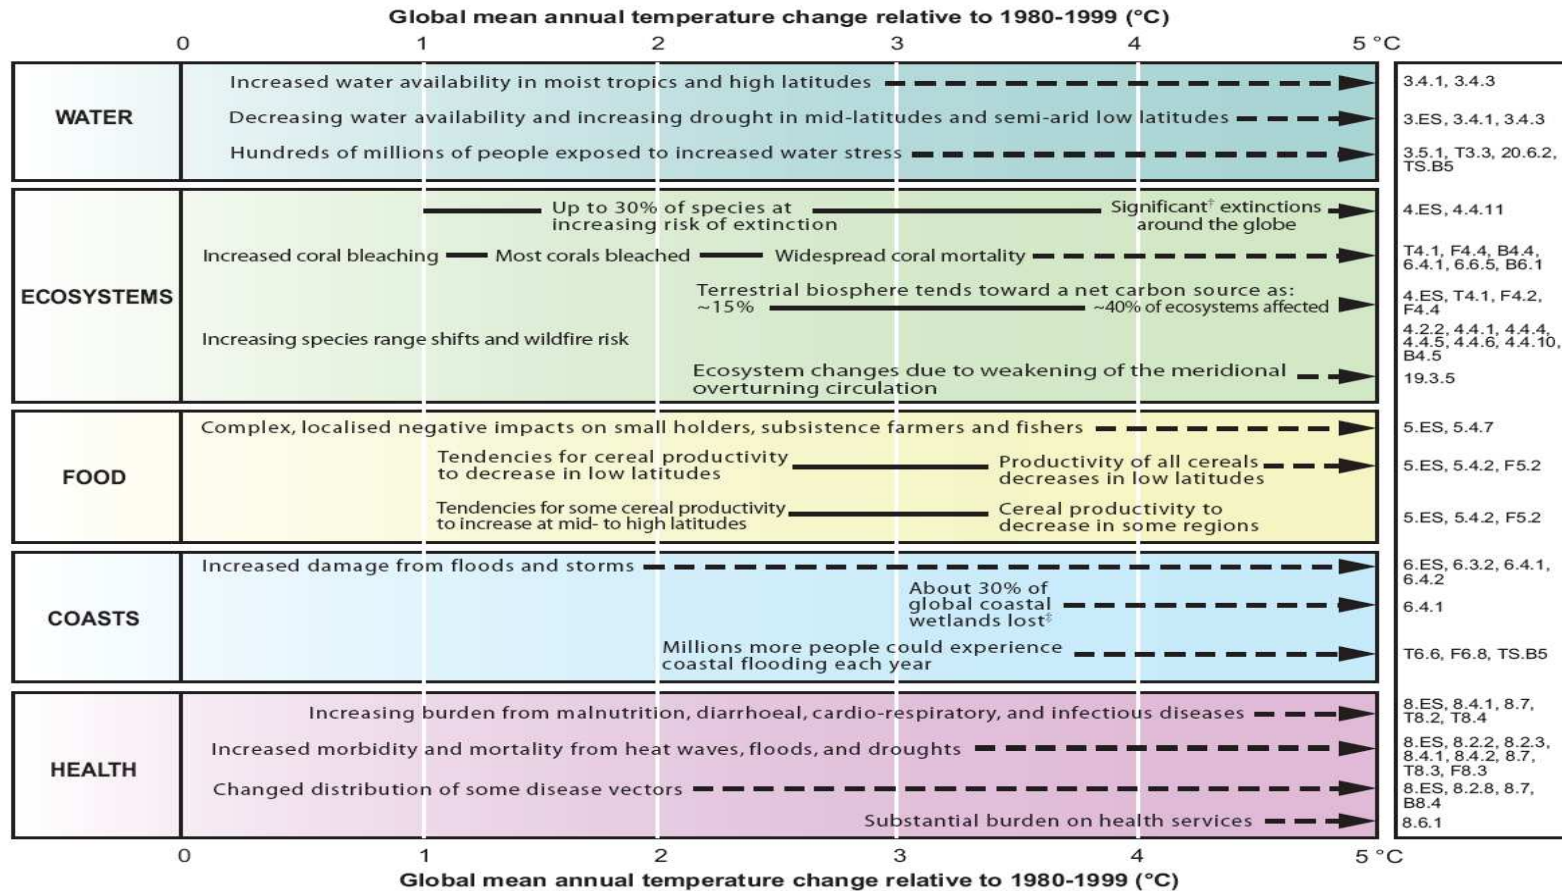 Global mean annual temperature change relative to 1980-1999 (°C)
0 1 2 3 4 5 °C
WATER
Increased water availability in moist tropics and high latitudes
3.4.1, 3.4.3
Decreasing water availability and increasing drought in mid-latitudes and semi-arid low latitudes
3.ES, 3.4.1, 3.4.3
Hundreds of millions of people exposed to increased water stress
3.5.1, T3.3, 20.6.2,
TS.B5
ECOSYSTEMS
Up to 30% of species at
increasing risk of extinction
Significant† extinctions
around the globe
4.ES, 4.4.11
Increased coral bleaching
Most corals bleached
Widespread coral mortality
T4.1, F4.4, B4.4,
6.4.1, 6.6.5, B6.1
Terrestrial biosphere tends toward a net carbon source as:
~15%
~40% of ecosystems affected
4.ES, T4.1, F4.2,
F4.4
Increasing species range shifts and wildfire risk
4.2.2, 4.4.1, 4.4.4,
4.4.5, 4.4.6, 4.4.10,
B4.5
Ecosystem changes due to weakening of the meridional
overturning circulation
19.3.5
FOOD
Complex, localised negative impacts on small holders, subsistence farmers and fishers
5.ES, 5.4.7
Tendencies for cereal productivity
to decrease in low latitudes
Productivity of all cereals
decreases in low latitudes
5.ES, 5.4.2, F5.2
Tendencies for some cereal productivity
to increase at mid- to high latitudes
Cereal productivity to
decrease in some regions
5.ES, 5.4.2, F5.2
COASTS
Increased damage from floods and storms
6.ES, 6.3.2, 6.4.1,
6.4.2
About 30% of
global coastal
wetlands lost‡
6.4.1
Millions more people could experience
coastal flooding each year
T6.6, F6.8, TS.B5
HEALTH
Increasing burden from malnutrition, diarrhoeal, cardio-respiratory, and infectious diseases
8.ES, 8.4.1, 8.7,
T8.2, T8.4
Increased morbidity and mortality from heat waves, floods, and droughts
8.ES, 8.2.2, 8.2.3,
8.4.1, 8.4.2, 8.7,
T8.3, F8.3
Changed distribution of some disease vectors
8.ES, 8.2.8, 8.7,
B8.4
Substantial burden on health services
8.6.1
0 1 2 3 4 5 °C
Global mean annual temperature change relative to 1980-1999 (°C)